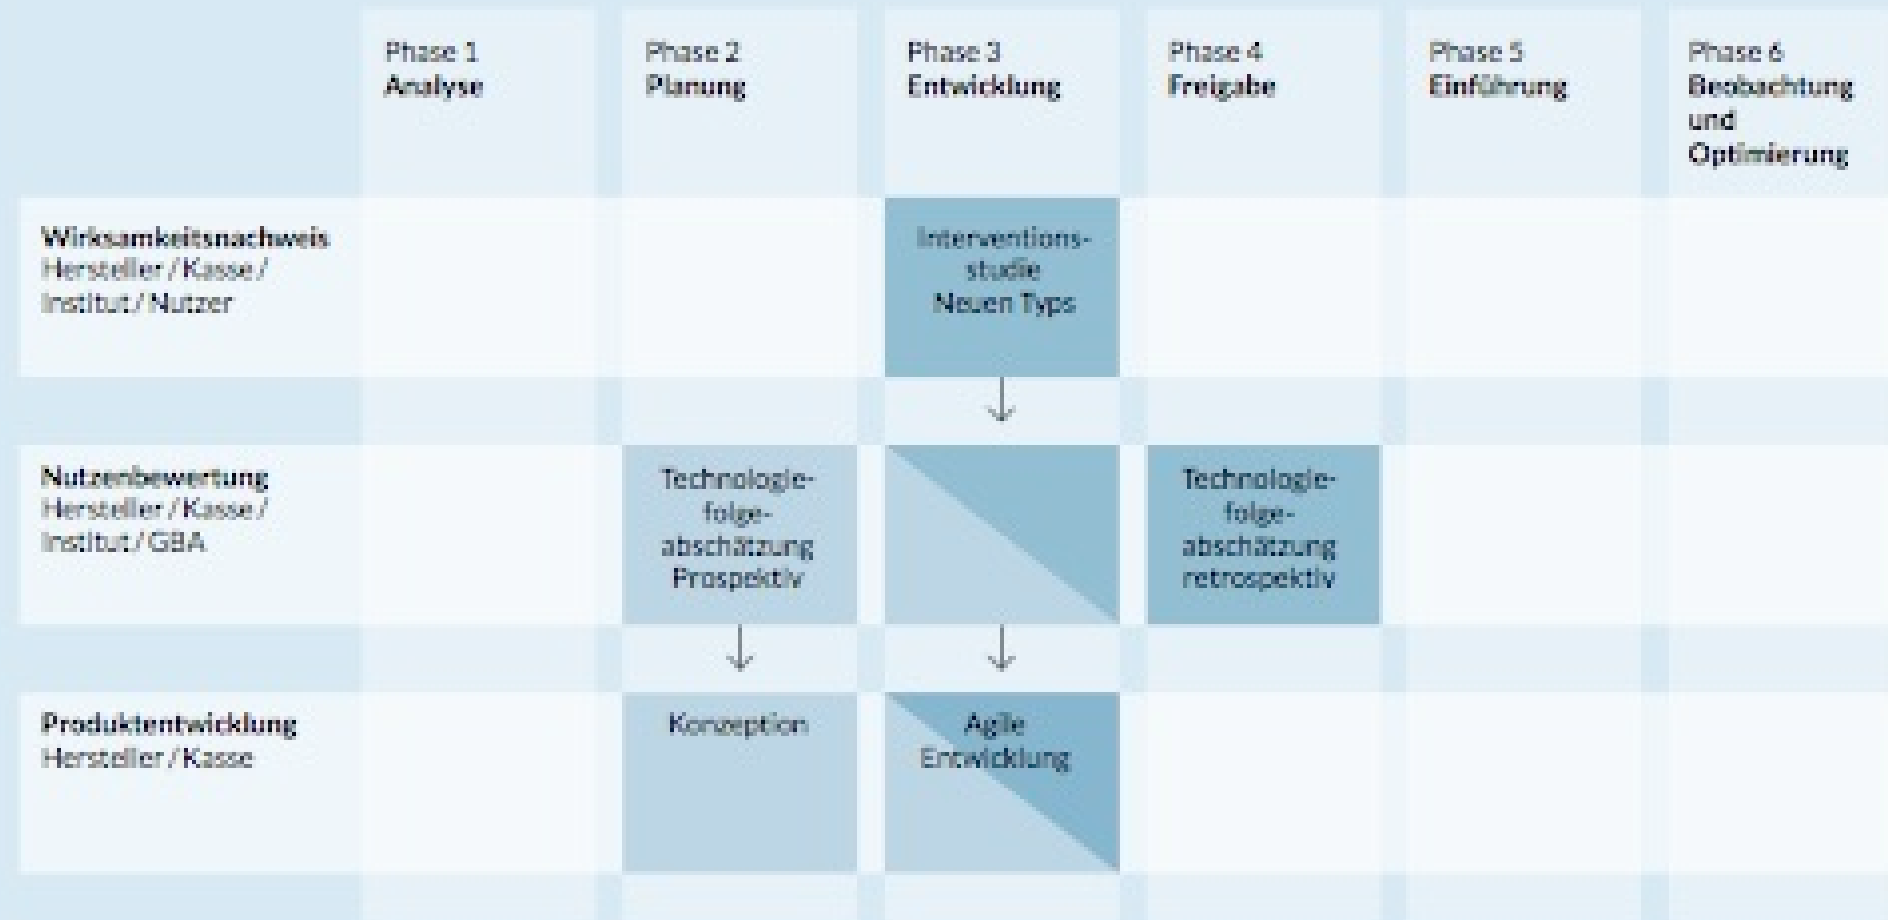 Phase 1
Analyse
Phase 2
Planung
Phase 3
Entwicklung
Phase 4
Freigabe
Phase 5
Einführung
Phase 6
Beobachtung
und
Optimierung
Wirksamkeitsnachweis
Hersteller / Kasse /
Institut / Nutzer
Interventions-
studie
Neuen Typs
Nutzenbewertung
Hersteller / Kasse /
Institut / GBA
Technologie-
folge-
abschätzung
Prospektiv
Technologie-
folge-
abschätzung
retrospektiv
Produktentwicklung
Hersteller / Kasse
Konzeption
Agile
Entwicklung